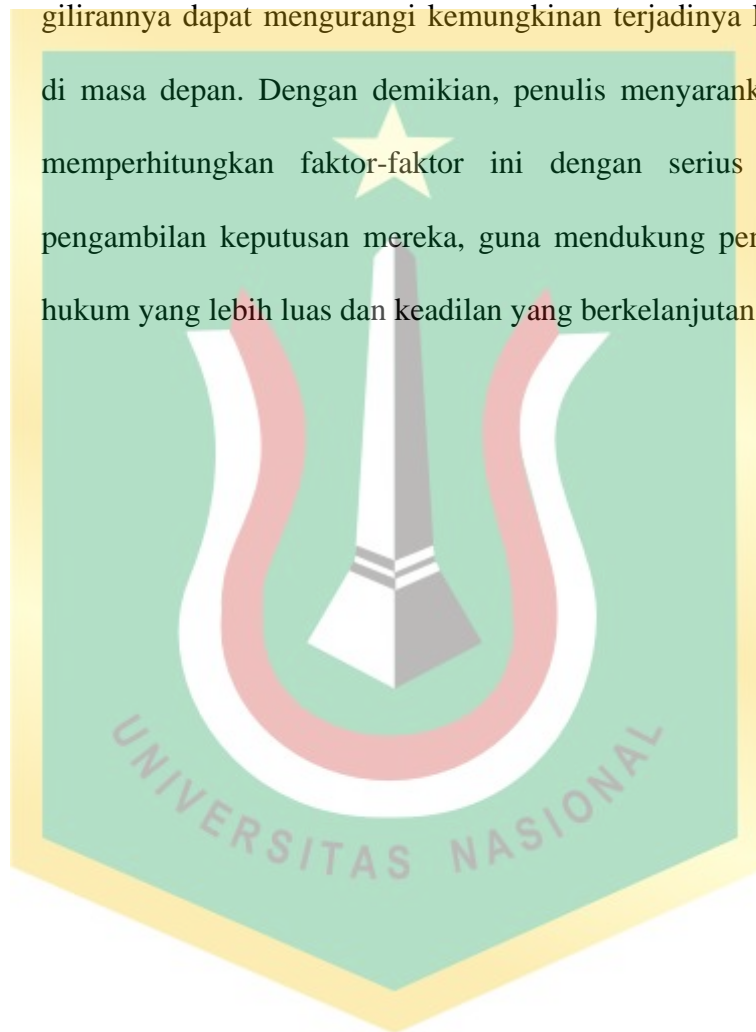 gilirannya dapat mengurangi kemungkinan terjadinya
di masa depan. Dengan demikian, penulis
memperhitungkan faktor-faktor ini dengan serius
pengambilan keputusan mereka, guna mendukung
hukum yang lebih luas dan keadilan yang berkelanjutan
UNIVERSITAS NASIONAL